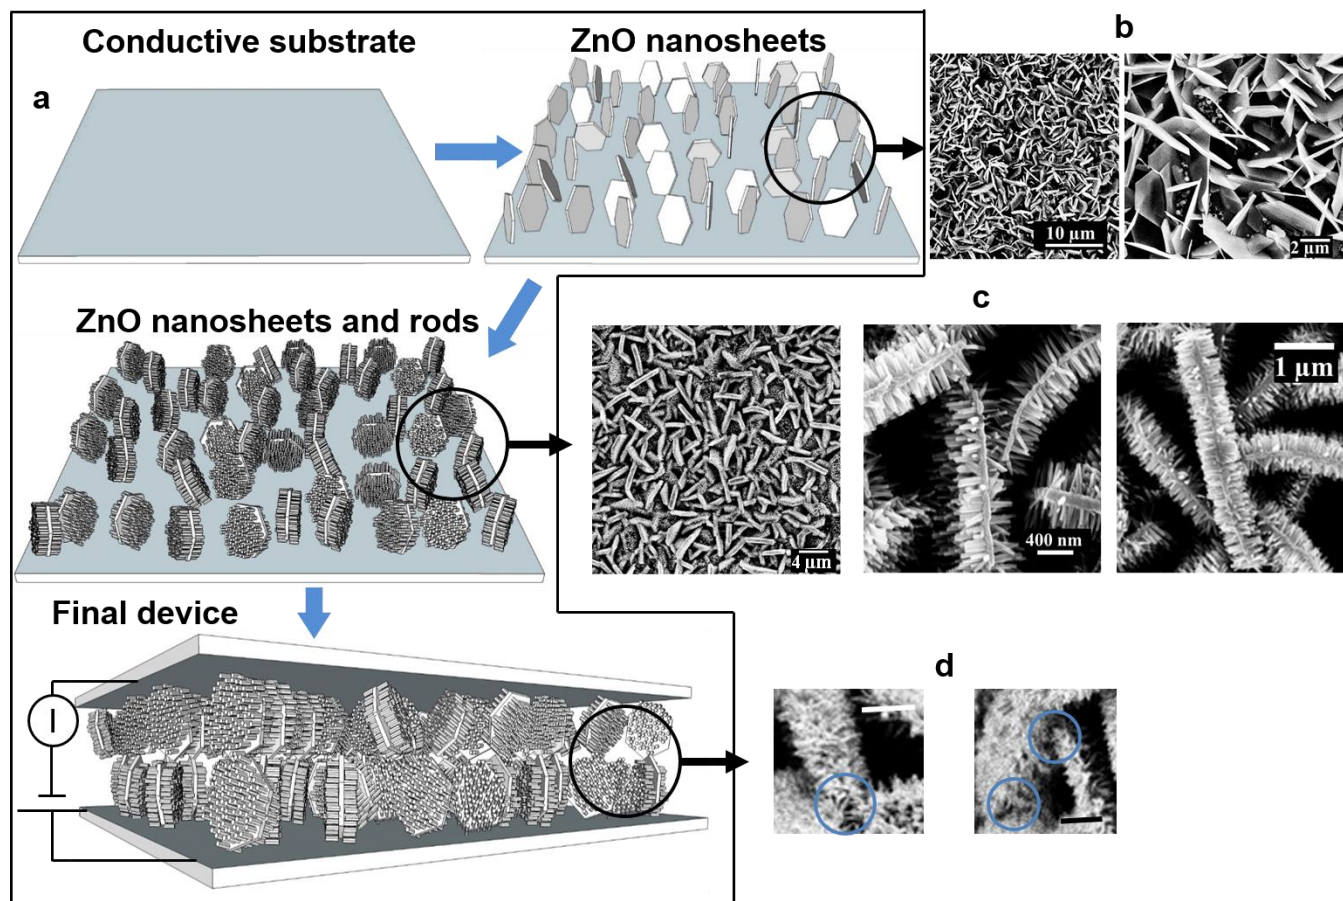 Conductive substrate
ZnO nanosheets
b
a
10 µm
2 µm
ZnO nanosheets and rods
c
4 µm
400 nm
1 µm
Final device
d
I